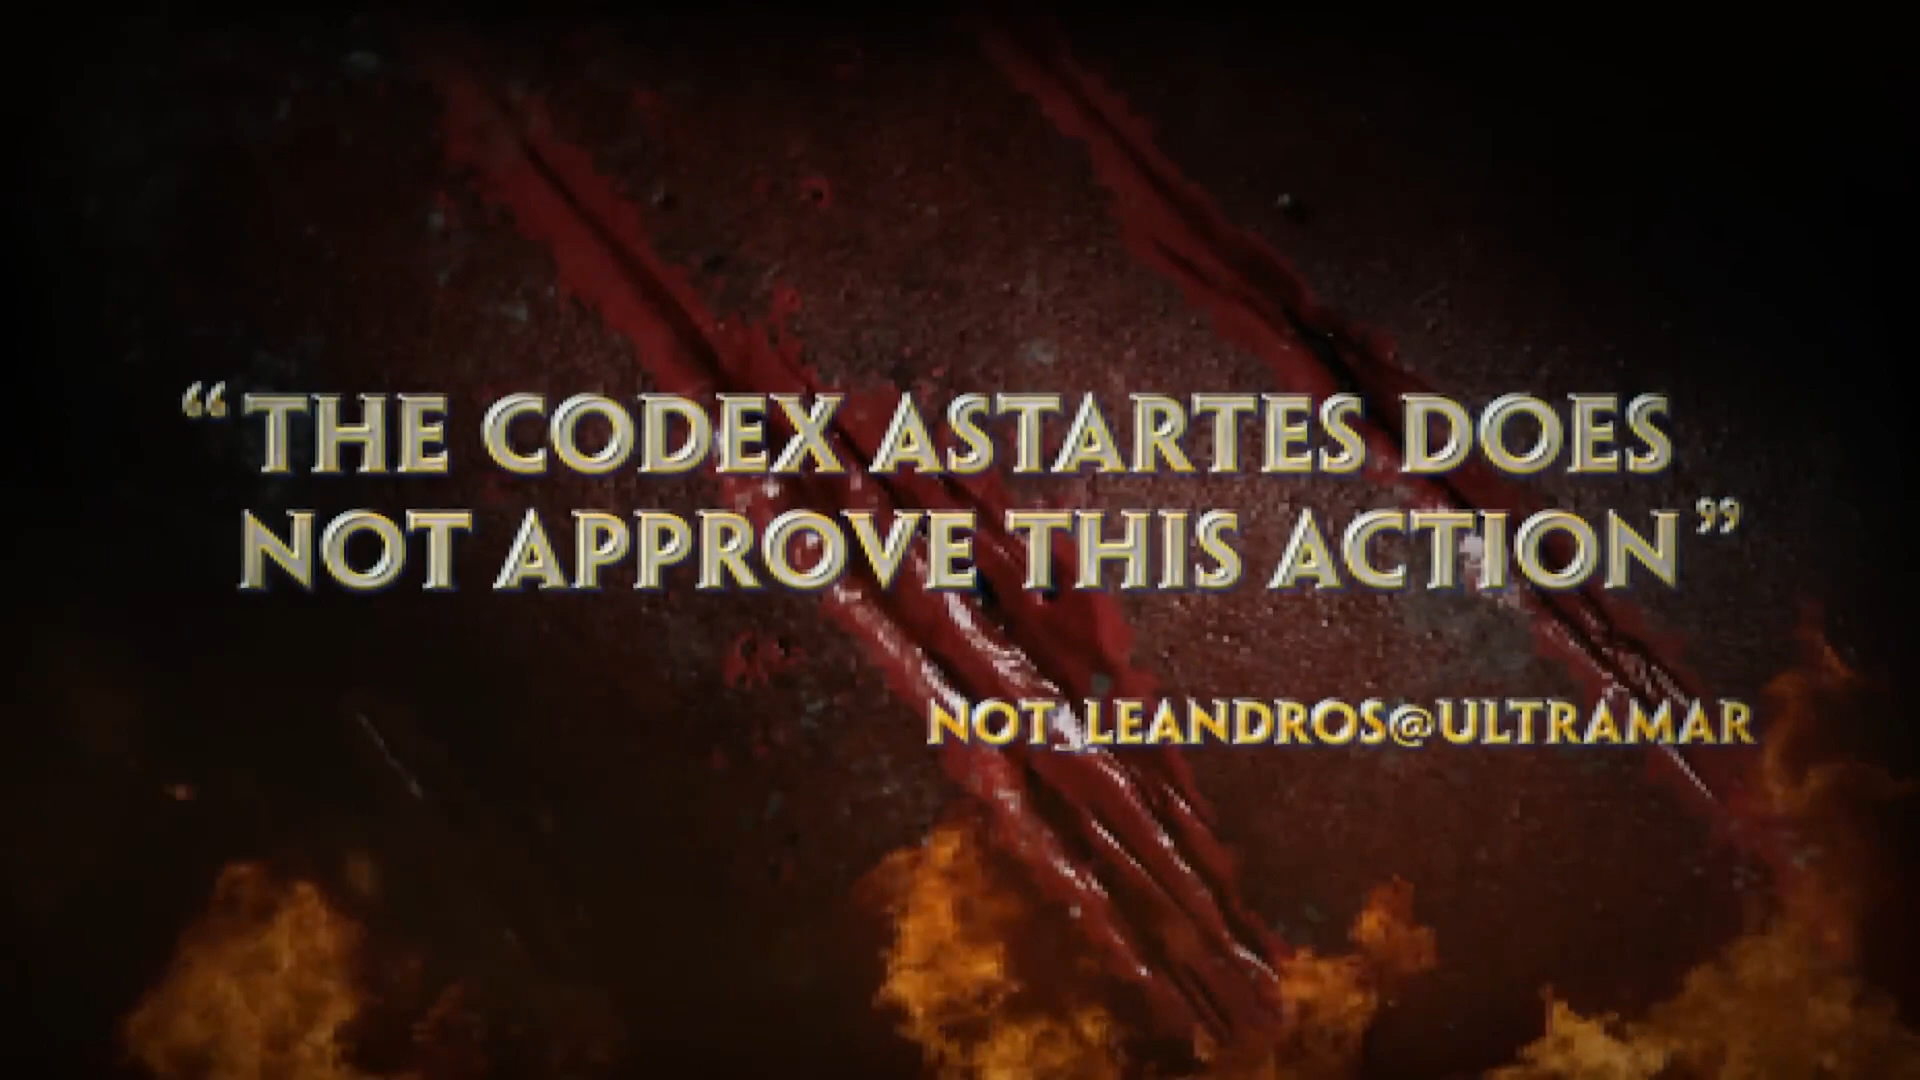 “THE CODEX ASTARTES DOES
NOT APPROVE THIS ACTION”
NOT_LEANDROS@ULTRAMAR